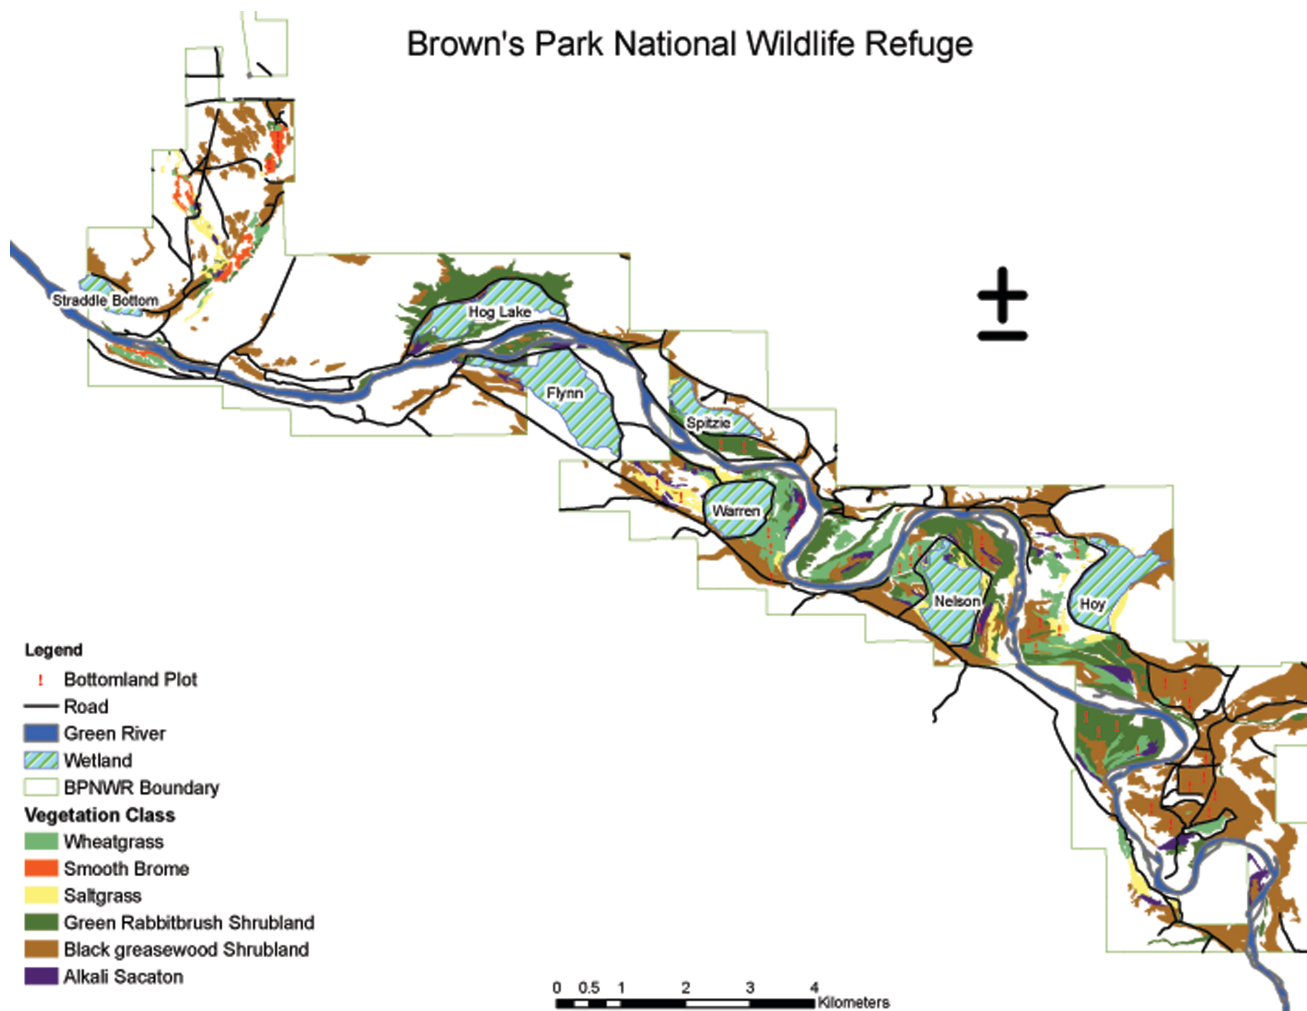 Brown's Park National Wildlife Refuge
Straddle Bottom
Hog Lake
Flynn
Spitzie
Warren
Nelson
Hoy
Legend
! Bottomland Plot
Road
Green River
Wetland
BPNWR Boundary
Vegetation Class
Wheatgrass
Smooth Brome
Saltgrass
Green Rabbitbrush Shrubland
Black greasewood Shrubland
Alkali Sacaton
0 0.5 1 2 3 4
Kilometers